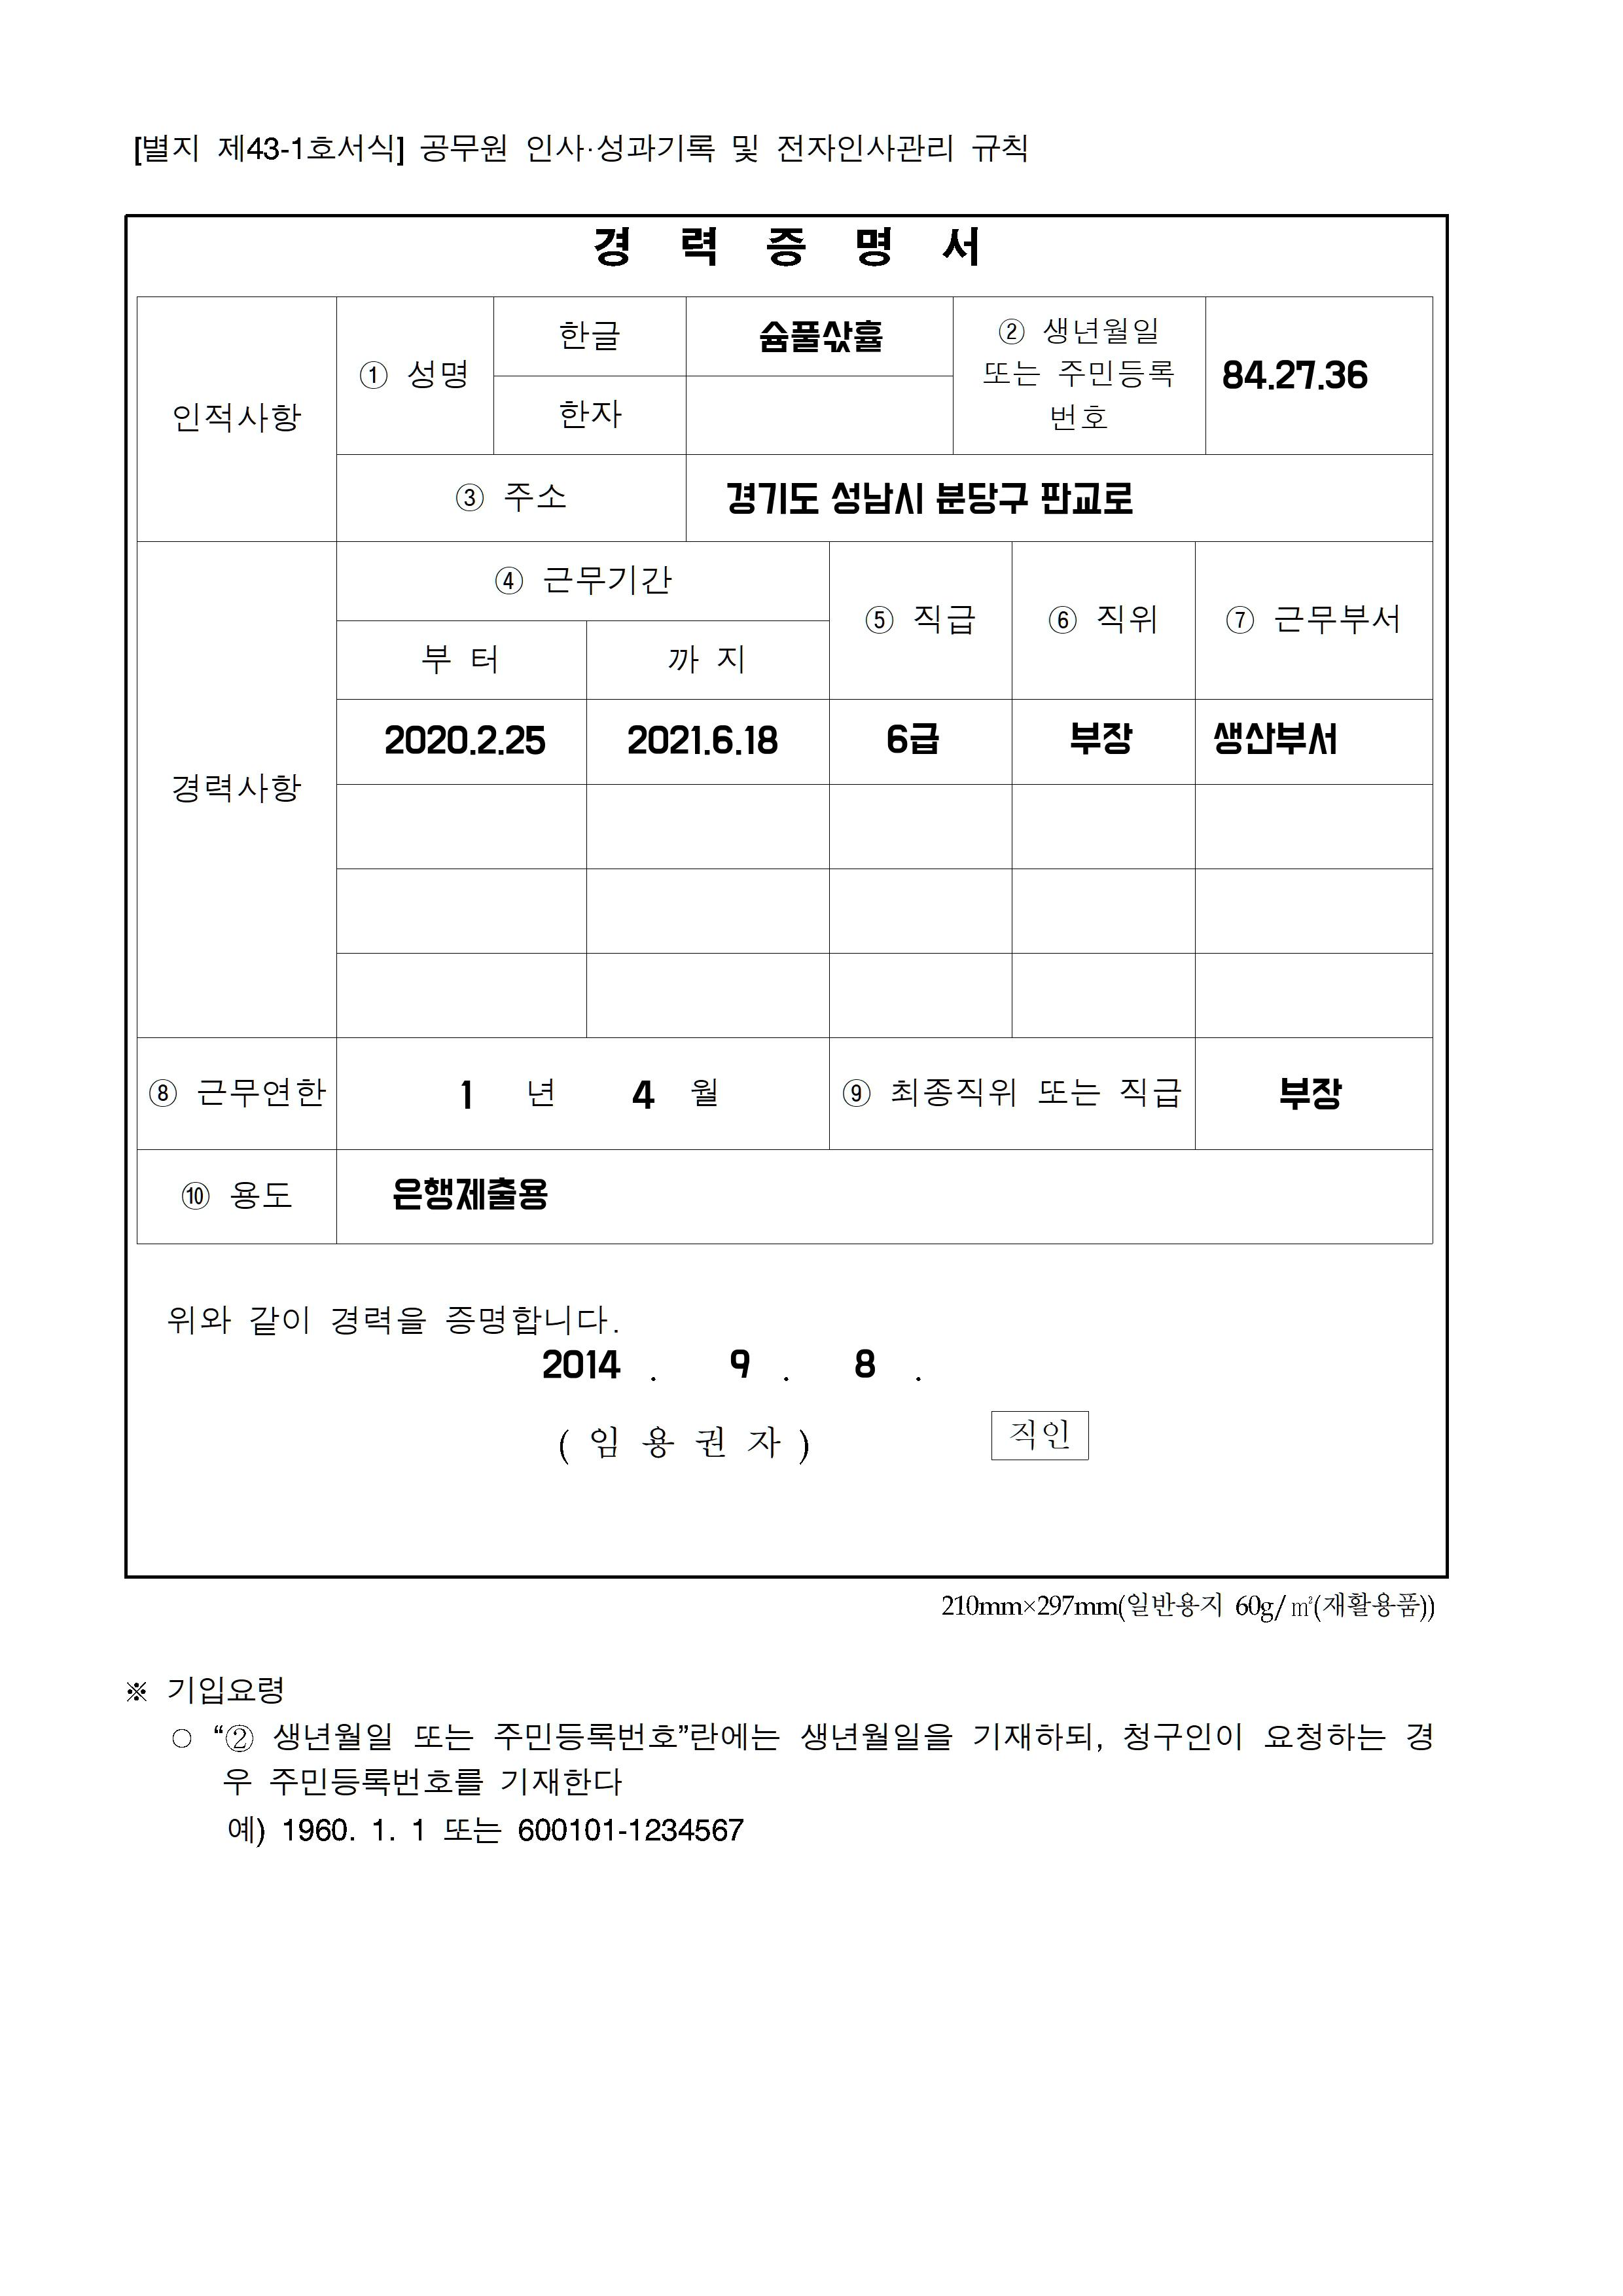 [별지 제43-1호서식] 공무원 인사·성과기록 및 전자인사관리 규칙
경 력 증 명 서
인적사항
① 성명
한글
슘풀삯휼
② 생년월일
또는 주민등록
번호
84.27.36
한자
③ 주소
경기도 성남시 분당구 판교로
경력사항
④ 근무기간
⑤ 직급
⑥ 직위
⑦ 근무부서
부 터
까 지
2020.2.25
2021.6.18
6급
부장
생산부서
⑧ 근무연한
1 년 4 월
⑨ 최종직위 또는 직급
부장
⑩ 용도
은행제출용
위와 같이 경력을 증명합니다.
2014 . 9 . 8 .
( 임 용 권 자 )
직인
210mm×297mm(일반용지 60g/㎡(재활용품))
※ 기입요령
○ “② 생년월일 또는 주민등록번호”란에는 생년월일을 기재하되, 청구인이 요청하는 경
우 주민등록번호를 기재한다
예) 1960. 1. 1 또는 600101-1234567